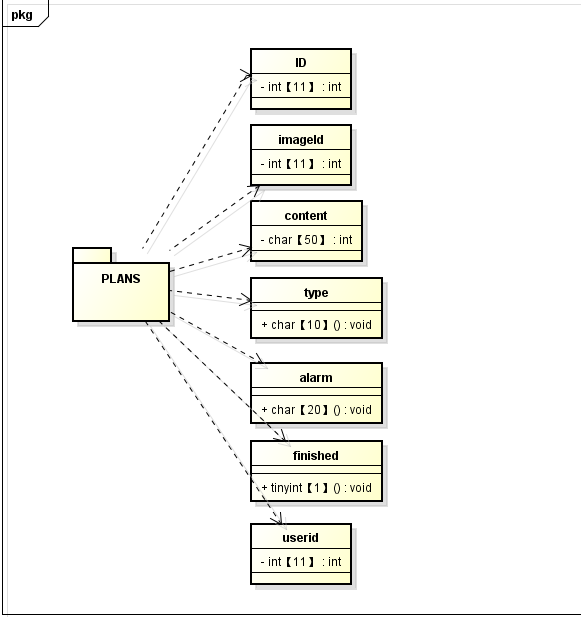 pkg
ID
- int【11】 : int
imageId
- int【11】 : int
content
- char【50】 : int
PLANS
type
+ char【10】() : void
alarm
+ char【20】() : void
finished
+ tinyint【1】() : void
userid
- int【11】 : int